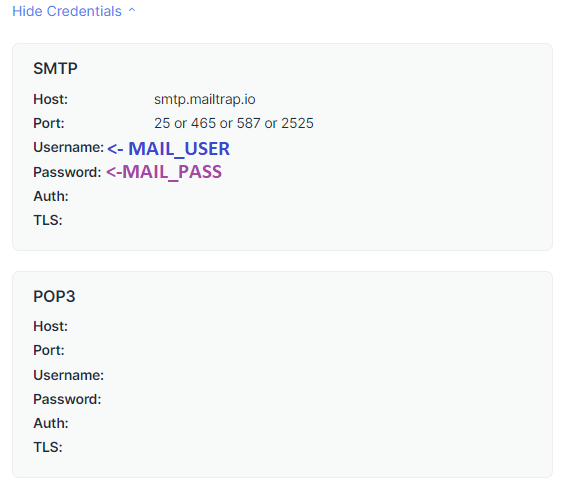 Hide Credentials ^
SMTP
Host: smtp.mailtrap.io
Port: 25 or 465 or 587 or 2525
Username: <- MAIL_USER
Password: <-MAIL_PASS
Auth:
TLS:
POP3
Host:
Port:
Username:
Password:
Auth:
TLS: